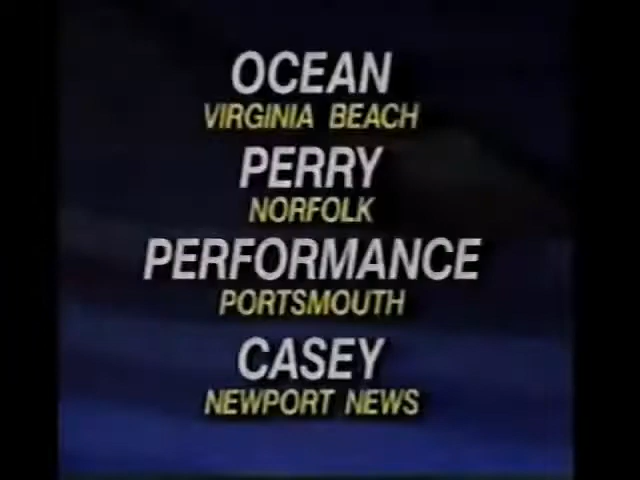 OCEAN
VIRGINIA BEACH
PERRY
NORFOLK
PERFORMANCE
PORTSMOUTH
CASEY
NEWPORT NEWS